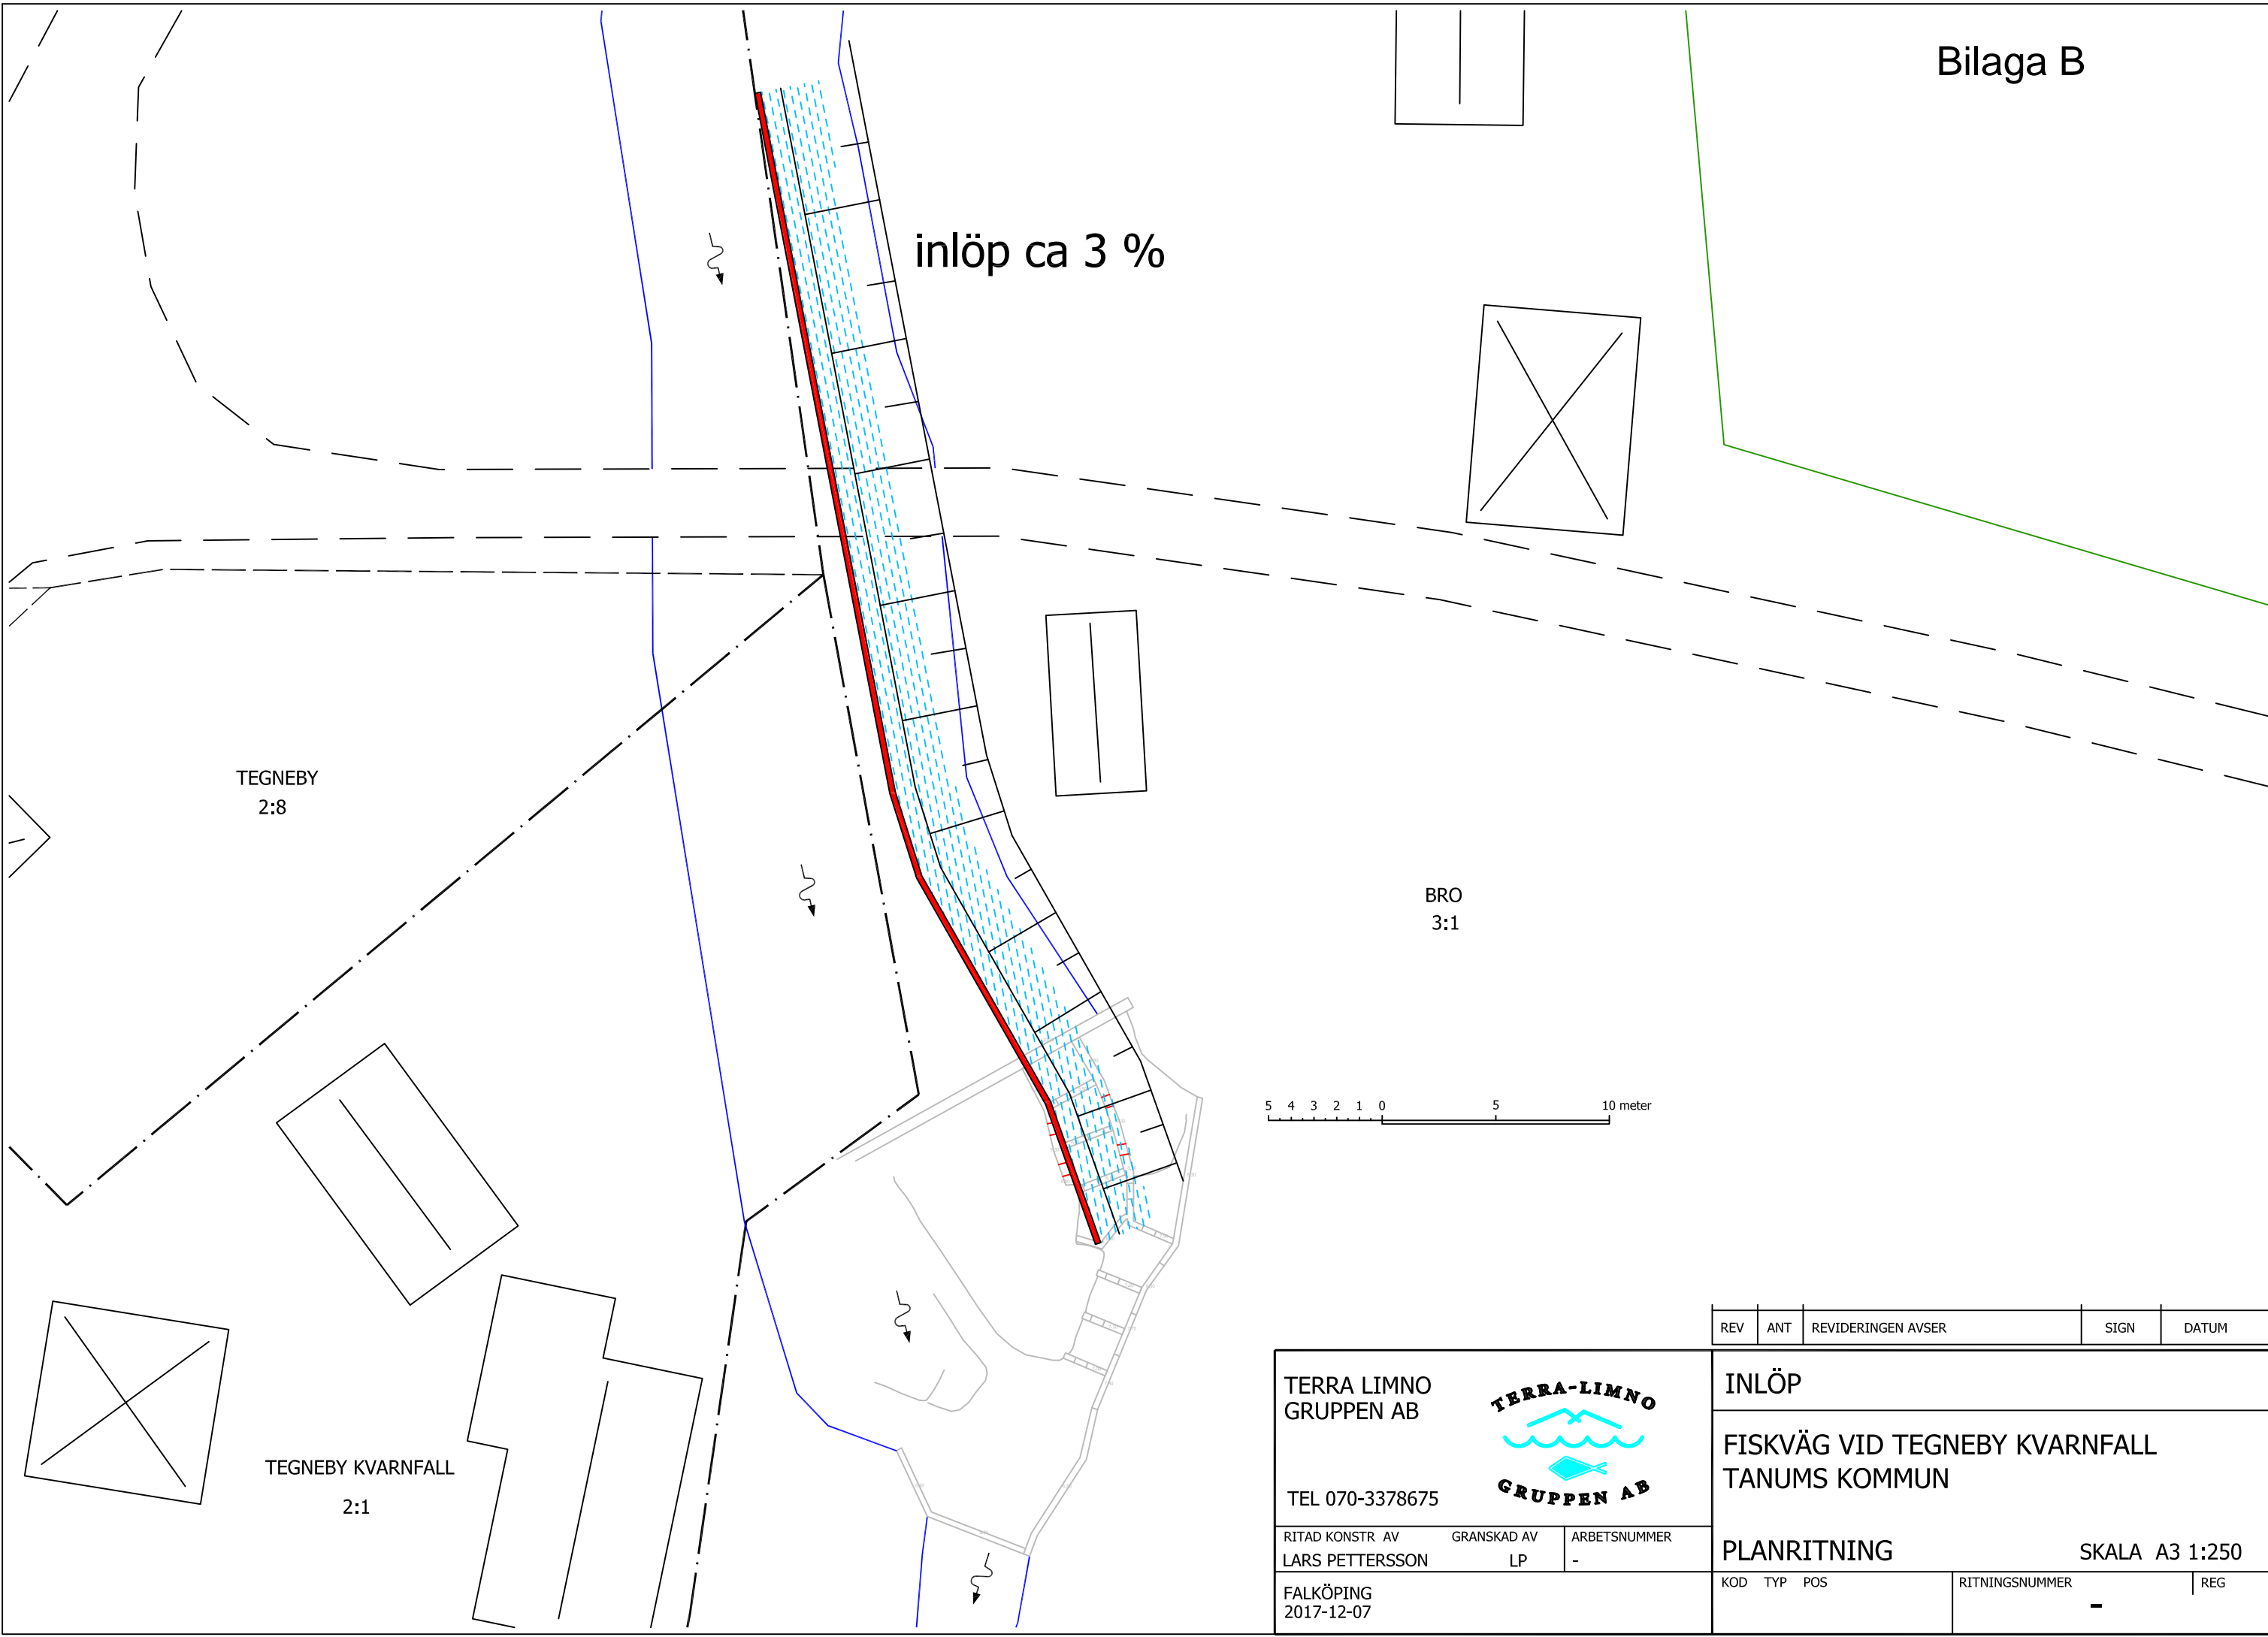 Bilaga B
inlöp ca 3 %
TEGNEBY
2:8
BRO
3:1
5 4 3 2 1 0 5 10 meter
TEGNEBY KVARNFALL
2:1
REV ANT REVIDERINGEN AVSER SIGN DATUM
TERRA LIMNO
GRUPPEN AB
TERRA-LIMNO
GRUPPEN AB
TEL 070-3378675
RITAD KONSTR AV GRANSKAD AV ARBETSNUMMER
LARS PETTERSSON LP -
FALKÖPING
2017-12-07
INLÖP
FISKVÄG VID TEGNEBY KVARNFALL
TANUMS KOMMUN
PLANRITNING SKALA A3 1:250
KOD TYP POS RITNINGSNUMMER REG
-